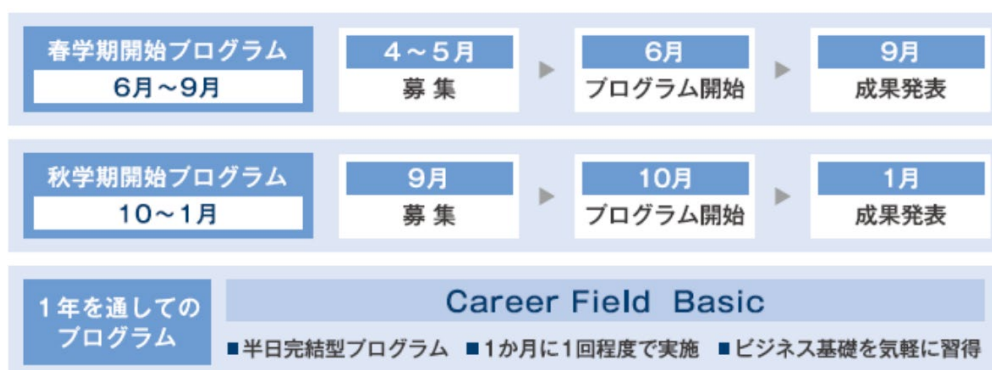 春学期開始プログラム
6月～9月
4～5月
募 集
6月
プログラム開始
9月
成果発表
秋学期開始プログラム
10～1月
9月
募 集
10月
プログラム開始
1月
成果発表
1年を通しての
プログラム
Career Field Basic
■半日完結型プログラム ■1か月に1回程度で実施 ■ビジネス基礎を気軽に習得